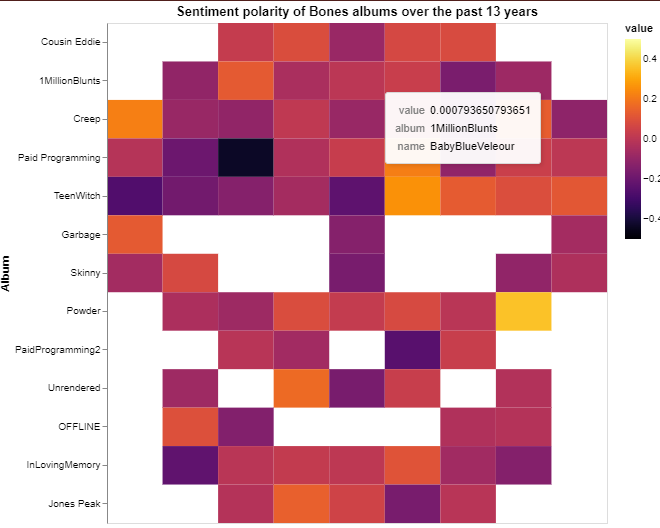 Sentiment polarity of Bones albums over the past 13 years
value
Cousin Eddie
1MillionBlunts
Creep
Paid Programming
TeenWitch
Garbage
Skinny
Powder
PaidProgramming2
Unrendered
OFFLINE
InLovingMemory
Jones Peak
Album
value 0.000793650793651
album 1MillionBlunts
name BabyBlueVeleour
0.4
0.2
0.0
−0.2
−0.4